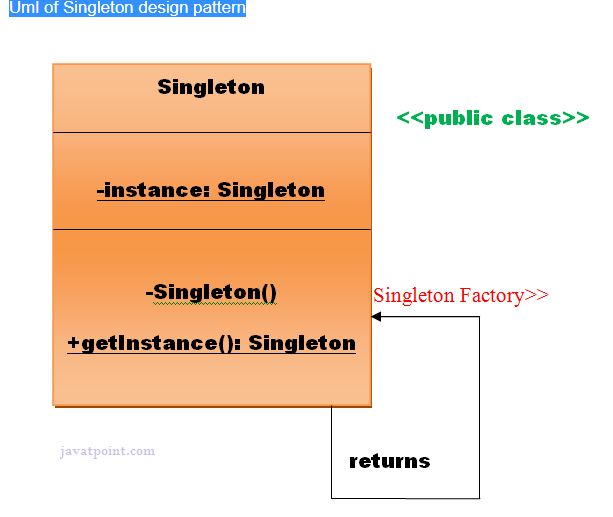 Uml of Singleton design pattern
Singleton
<<public class>>
-instance: Singleton
-Singleton()
Singleton Factory>>
+getInstance(): Singleton
returns
javatpoint.com